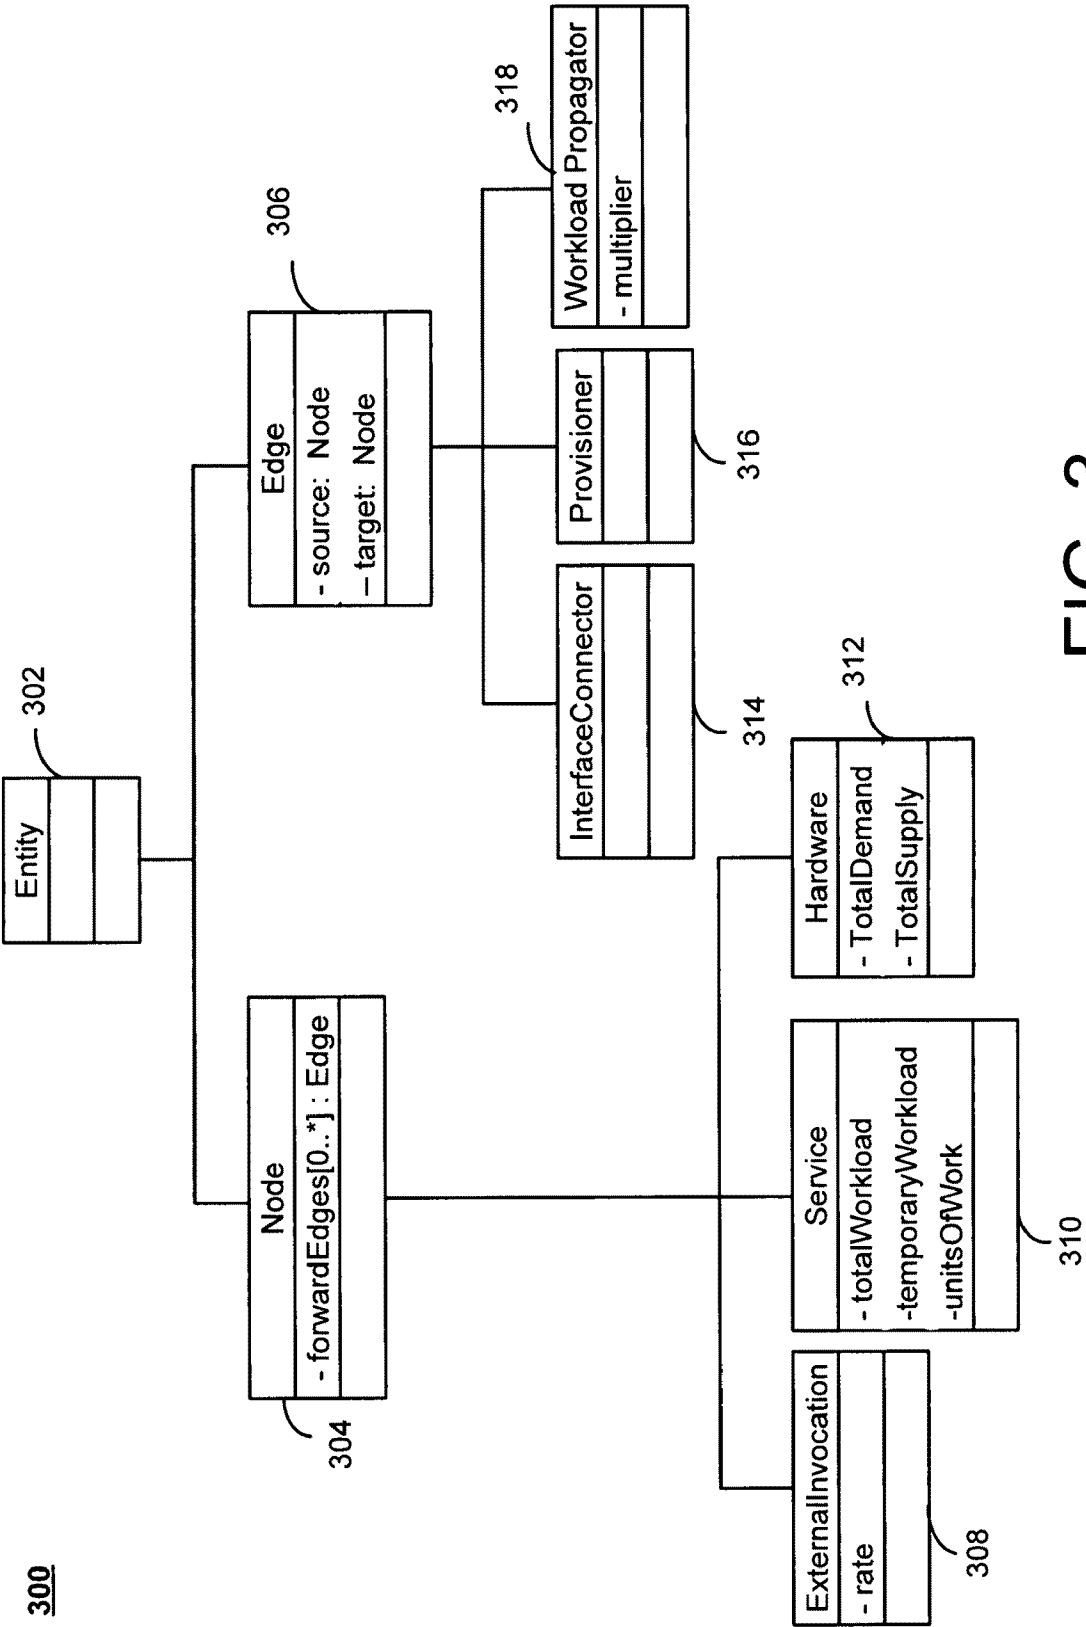 300
Entity
302
Node
- forwardEdges[0..*] : Edge
304
Edge
- source: Node
– target: Node
306
ExternalInvocation
- rate
308
Service
- totalWorkload
-temporaryWorkload
-unitsOfWork
310
Hardware
- TotalDemand
- TotalSupply
312
InterfaceConnector
314
Provisioner
316
Workload Propagator
- multiplier
318